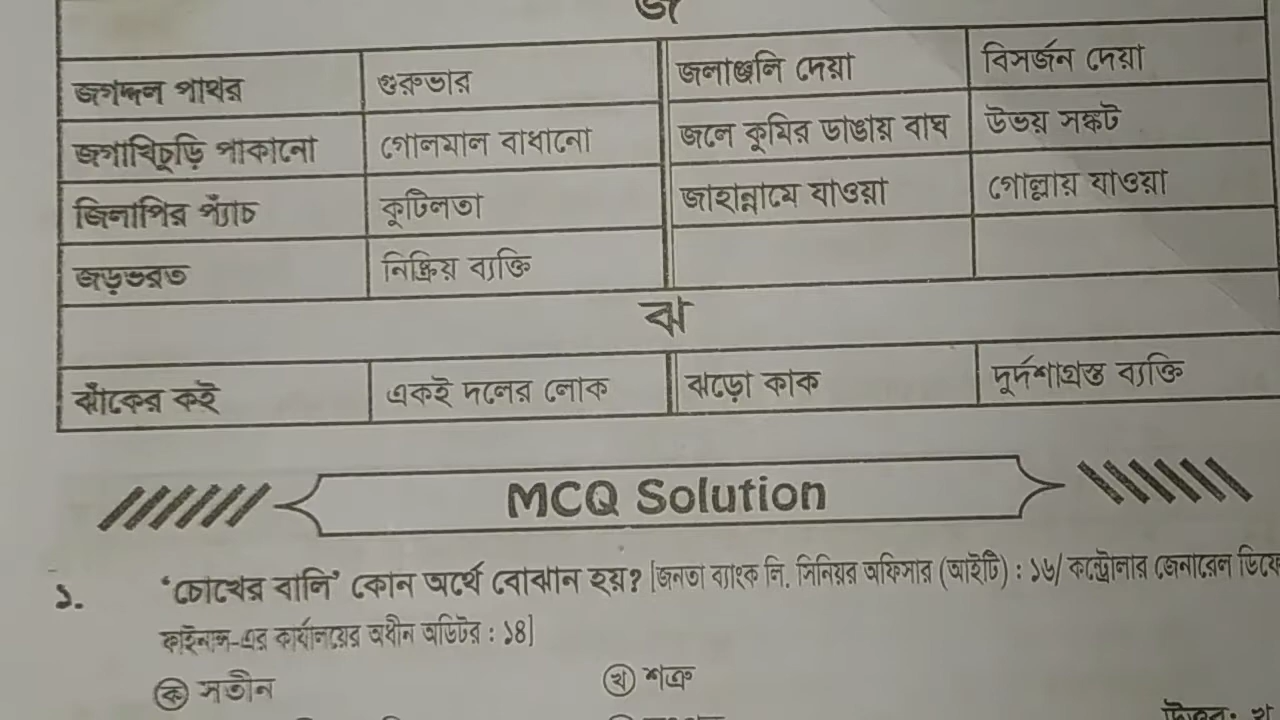 জ
জগদ্দল পাথর গুরুভার জলাঞ্জলি দেয়া বিসর্জন দেয়া
জগাখিচুড়ি পাকানো গোলমাল বাধানো জলে কুমির ডাঙায় বাঘ উভয় সঙ্কট
জিলাপির প্যাঁচ কুটিলতা জাহান্নামে যাওয়া গোল্লায় যাওয়া
জড়ভরত নিষ্ক্রিয় ব্যক্তি
ঝ
ঝাঁকের কই একই দলের লোক ঝড়ো কাক দুর্দশাগ্রস্ত ব্যক্তি
MCQ Solution
১. ‘চোখের বালি’ কোন অর্থে বোঝান হয়? [জনতা ব্যাংক লি. সিনিয়র অফিসার (আইটি) : ১৬/ কন্ট্রোলার জেনারেল
ফাইনান্স-এর কার্যালয়ের অধীন অডিটর : ১৪]
ক সতীন খ শত্রু
উত্তর: খ